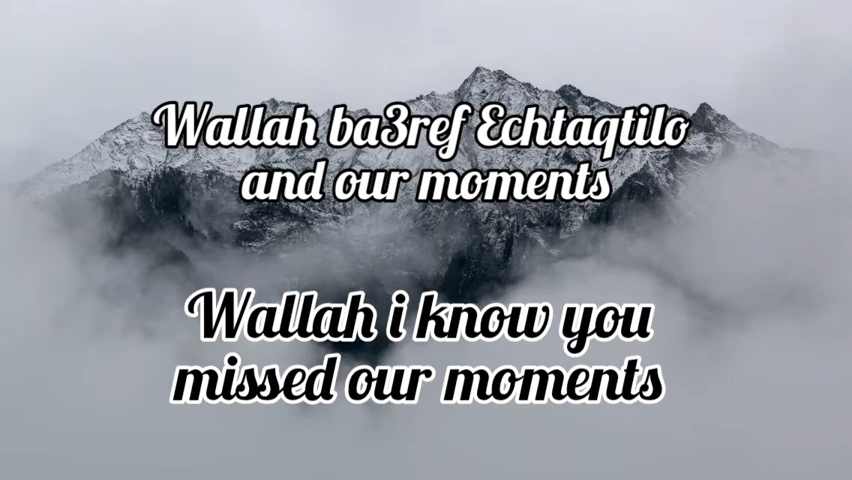 Wallah ba3ref Echtaqtilo
and our moments
Wallah i know you
missed our moments